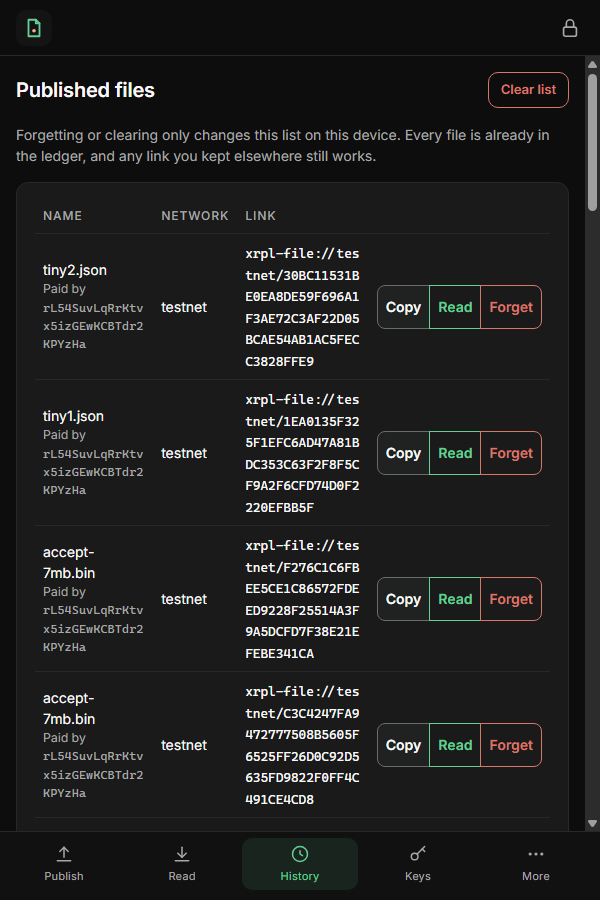 Published files
Clear list
Forgetting or clearing only changes this list on this device. Every file is already in
the ledger, and any link you kept elsewhere still works.
NAME NETWORK LINK
tiny2.json
Paid by
rL54SuvLqRrKtv
x5izGEwKCBTdr2
KPYzHa
testnet
xrpl-file://tes
tnet/30BC11531B
E0EA8DE59F696A1
F3AE72C3AF22D05
BCAE54AB1AC5FEC
C3828FFE9
Copy Read Forget
tiny1.json
Paid by
rL54SuvLqRrKtv
x5izGEwKCBTdr2
KPYzHa
testnet
xrpl-file://tes
tnet/1EA0135F32
5F1EFC6AD47A81B
DC353C63F2F8F5C
F9A2F6CFD74D0F2
220EFBB5F
Copy Read Forget
accept-
7mb.bin
Paid by
rL54SuvLqRrKtv
x5izGEwKCBTdr2
KPYzHa
testnet
xrpl-file://tes
tnet/F276C1C6FB
EE5CE1C86572FDE
ED9228F25514A3F
9A5DCFD7F38E21E
FEBE341CA
Copy Read Forget
accept-
7mb.bin
Paid by
rL54SuvLqRrKtv
x5izGEwKCBTdr2
KPYzHa
testnet
xrpl-file://tes
tnet/C3C4247FA9
472777508B5605F
6525FF26D0C92D5
635FD9822F0FF4C
491CE4CD8
Copy Read Forget
Publish Read History Keys More